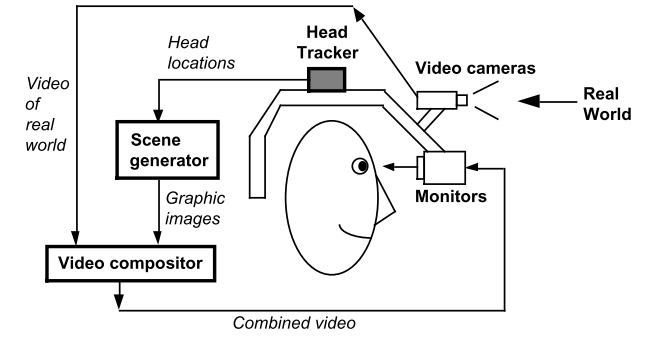 Head
Tracker
Head
locations
Video cameras
Video
of
real
world
Real
World
Scene
generator
Graphic
images
Monitors
Video compositor
Combined video